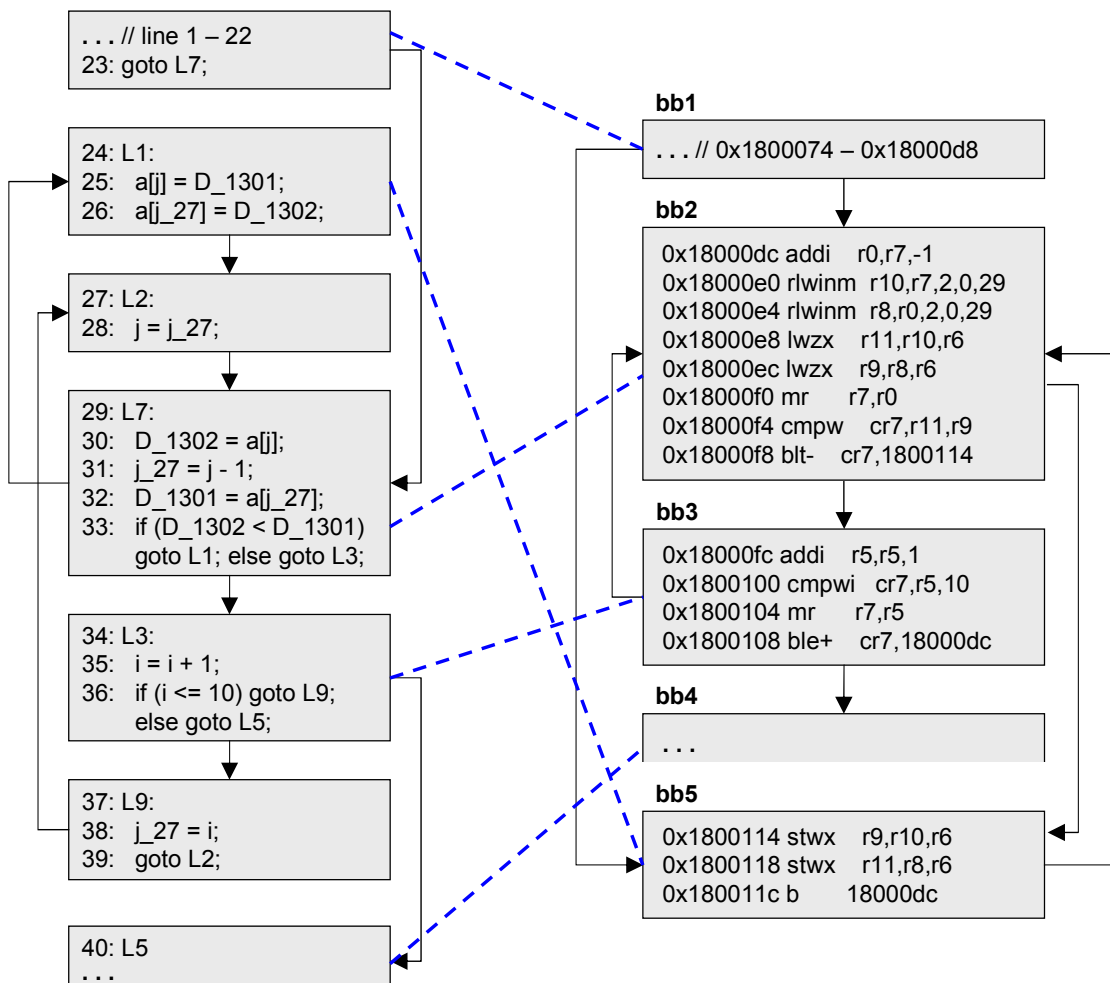 . . . // line 1 – 22
23: goto L7;
24: L1:
25: a[j] = D_1301;
26: a[j_27] = D_1302;
27: L2:
28: j = j_27;
29: L7:
30: D_1302 = a[j];
31: j_27 = j - 1;
32: D_1301 = a[j_27];
33: if (D_1302 < D_1301)
goto L1; else goto L3;
34: L3:
35: i = i + 1;
36: if (i <= 10) goto L9;
else goto L5;
37: L9:
38: j_27 = i;
39: goto L2;
40: L5
. . .
bb1
. . . // 0x1800074 – 0x18000d8
bb2
0x18000dc addi r0,r7,-1
0x18000e0 rlwinm r10,r7,2,0,29
0x18000e4 rlwinm r8,r0,2,0,29
0x18000e8 lwzx r11,r10,r6
0x18000ec lwzx r9,r8,r6
0x18000f0 mr r7,r0
0x18000f4 cmpw cr7,r11,r9
0x18000f8 blt- cr7,1800114
bb3
0x18000fc addi r5,r5,1
0x1800100 cmpwi cr7,r5,10
0x1800104 mr r7,r5
0x1800108 ble+ cr7,18000dc
bb4
. . .
bb5
0x1800114 stwx r9,r10,r6
0x1800118 stwx r11,r8,r6
0x180011c b 18000dc